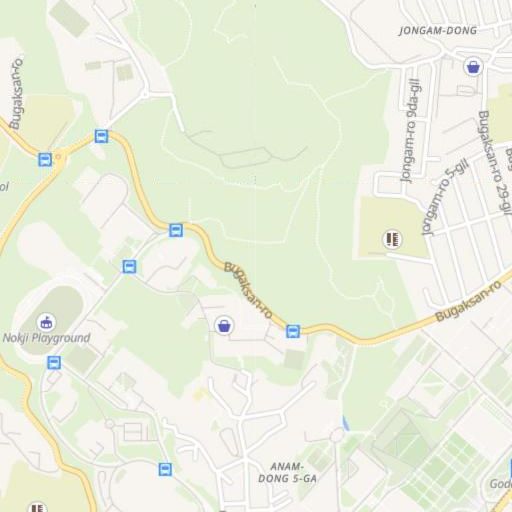 JONGAM-DONG
Bugaksan-ro
Jongam-ro 9da-gil
Bugaksan-ro 29-gil
Jongam-ro 5-gil
ol
Bugaksan-ro
Bugaksan-ro
Nokji Playground
ANAM-
DONG 5-GA